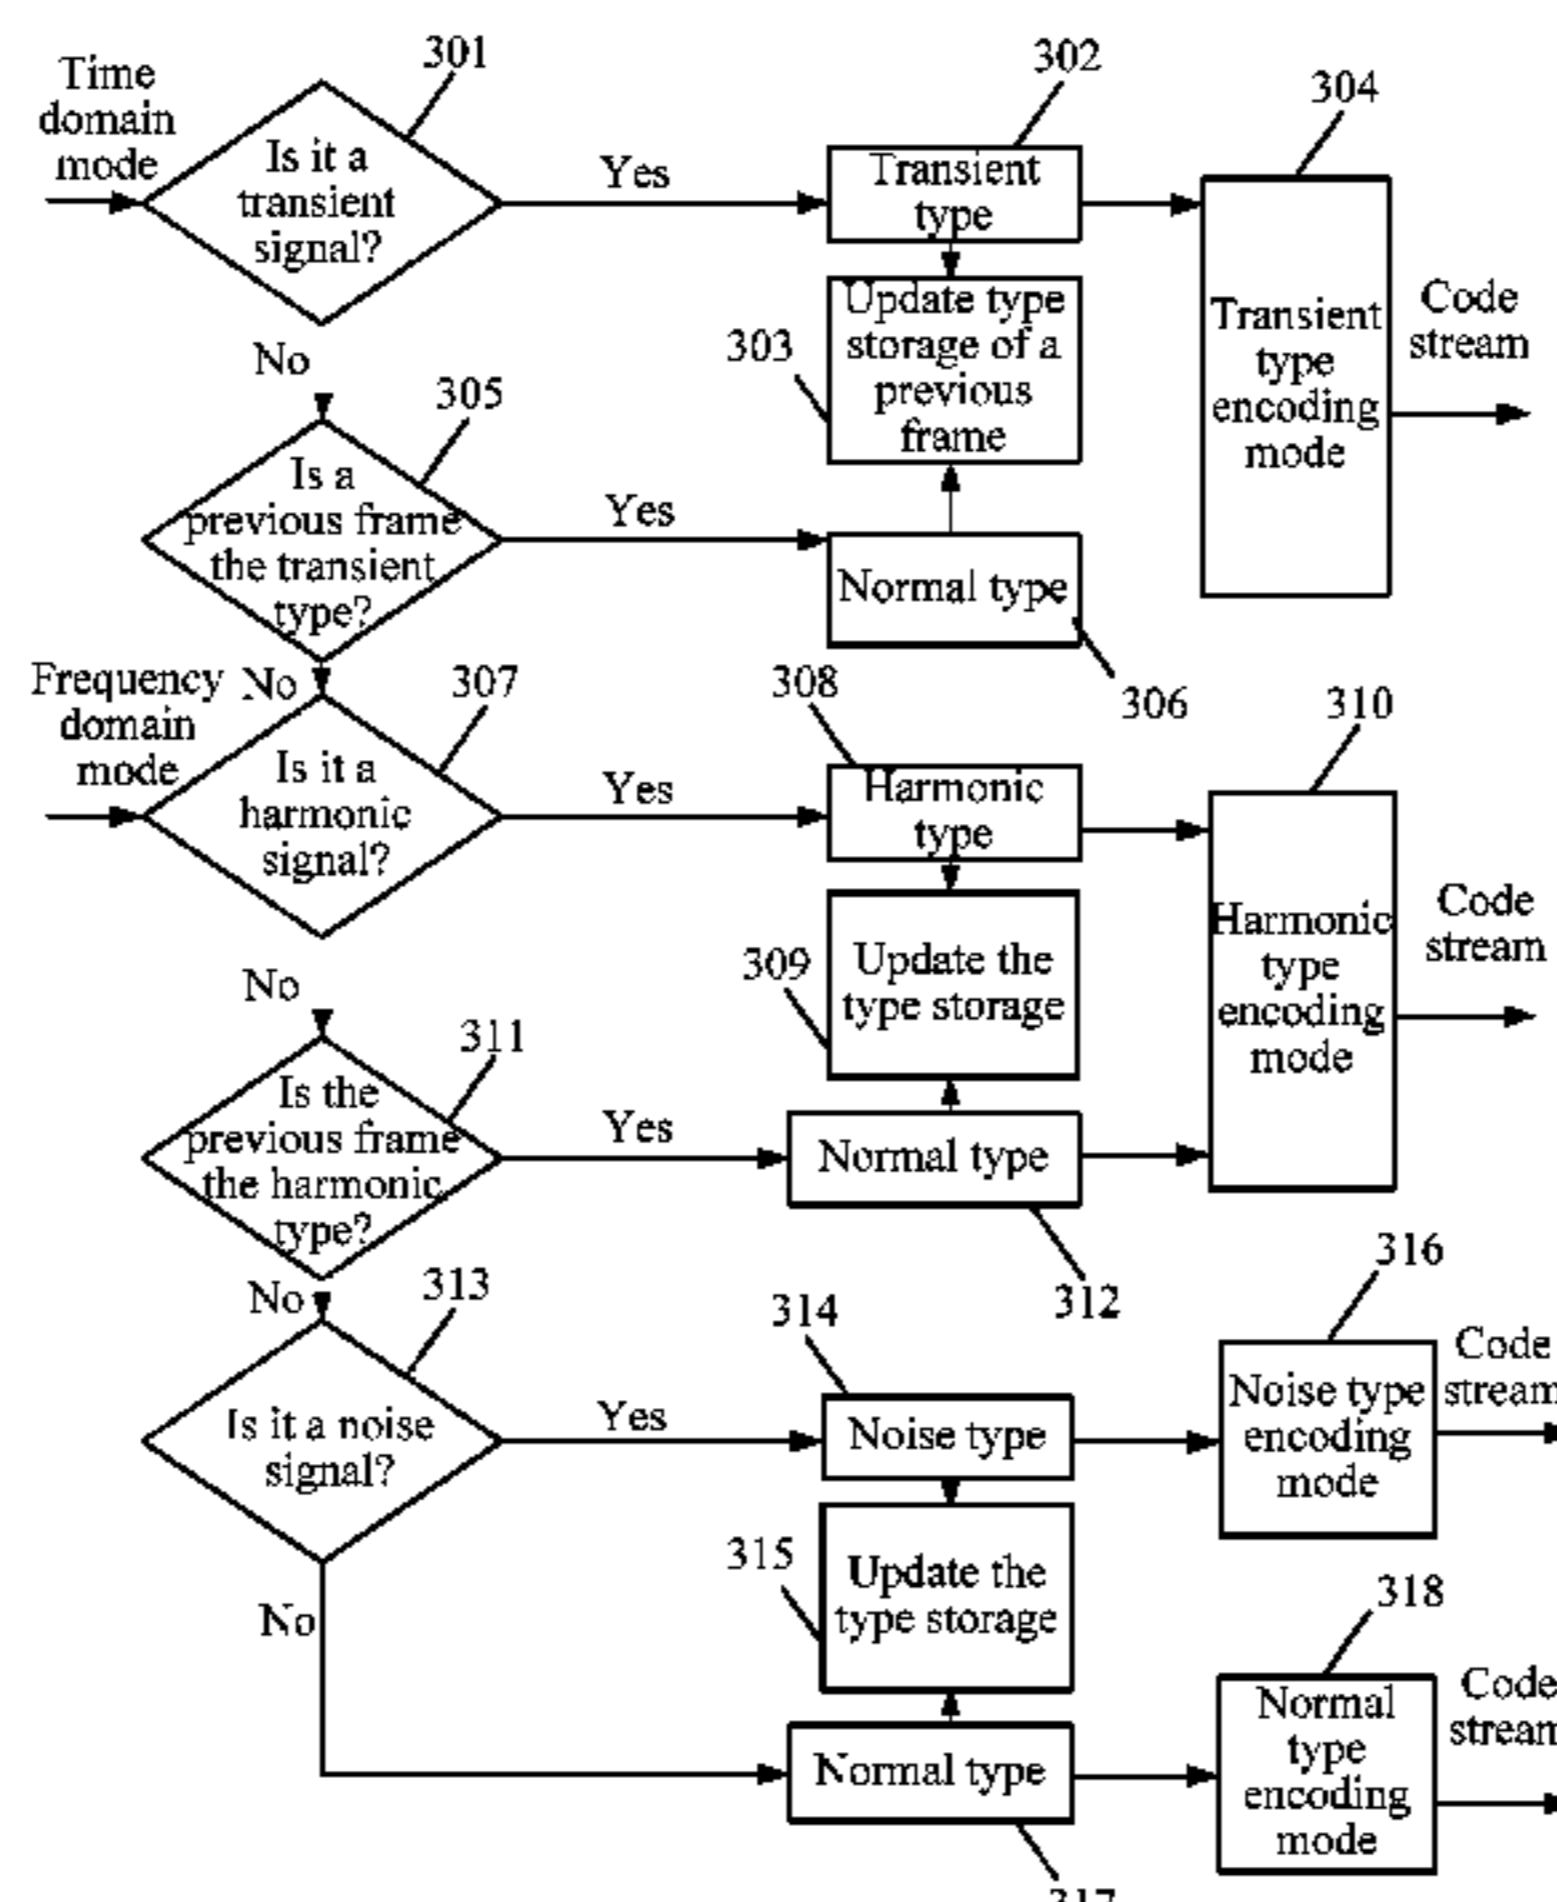 Time
domain
mode
301
Is it a
transient
signal?
Yes
302
Transient
type
304
Transient
type
encoding
mode
Code
stream
303
Update type
storage of a
previous
frame
No
305
Is a
previous frame
the transient
type?
Yes
Normal type
306
Frequency
domain
mode
No
307
Is it a
harmonic
signal?
Yes
308
Harmonic
type
310
Harmonic
type
encoding
mode
Code
stream
309
Update the
type storage
No
311
Is the
previous frame
the harmonic
type?
Yes
Normal type
312
No
313
Is it a noise
signal?
Yes
314
Noise type
316
Noise type
encoding
mode
Code
stream
315
Update the
type storage
No
Normal type
317
318
Normal
type
encoding
mode
Code
stream